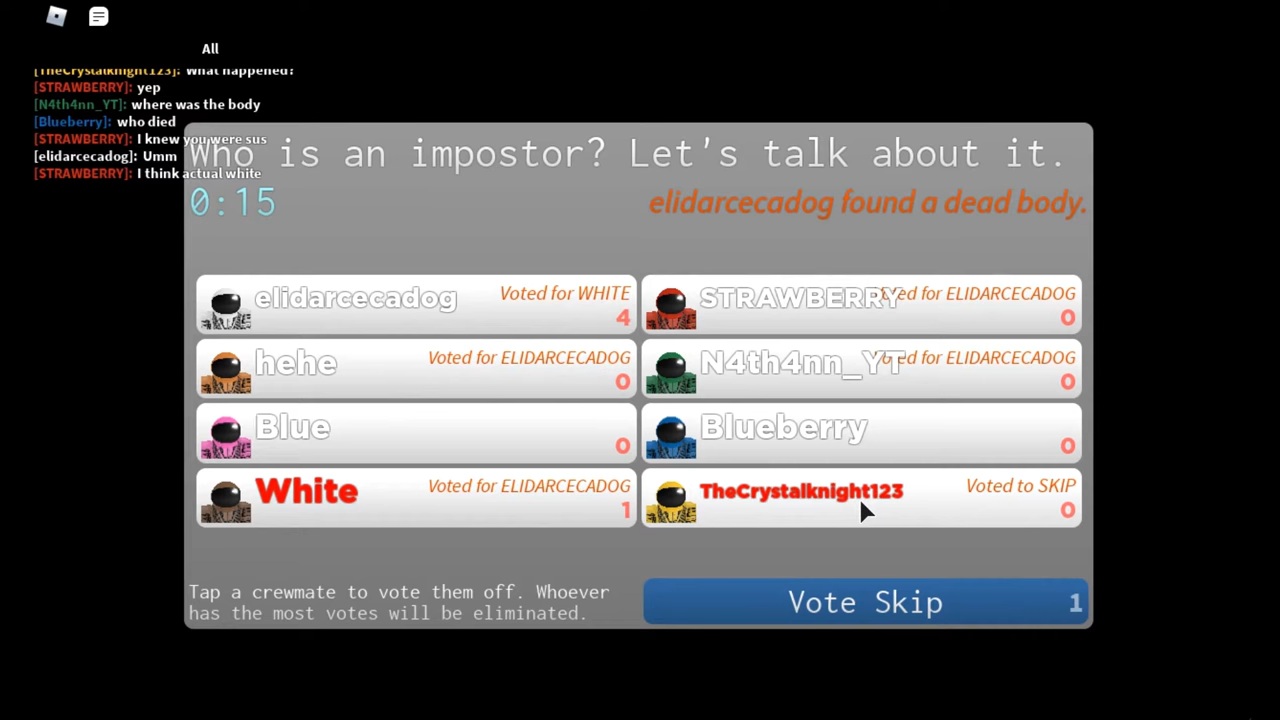 All
[TheCrystalknight123]: What happened?
[STRAWBERRY]: yep
[N4th4nn_YT]: where was the body
[Blueberry]: who died
[STRAWBERRY]: I knew you were sus
[elidarcecadog]: Umm
[STRAWBERRY]: I think actual white
Who is an impostor? Let's talk about it.
0:15
elidarcecadog found a dead body.
elidarcecadog
Voted for WHITE
4
STRAWBERRY
Voted for ELIDARCECADOG
0
hehe
Voted for ELIDARCECADOG
0
N4th4nn_YT
Voted for ELIDARCECADOG
0
Blue
0
Blueberry
0
White
Voted for ELIDARCECADOG
1
TheCrystalknight123
Voted to SKIP
0
Tap a crewmate to vote them off. Whoever
has the most votes will be eliminated.
Vote Skip
1